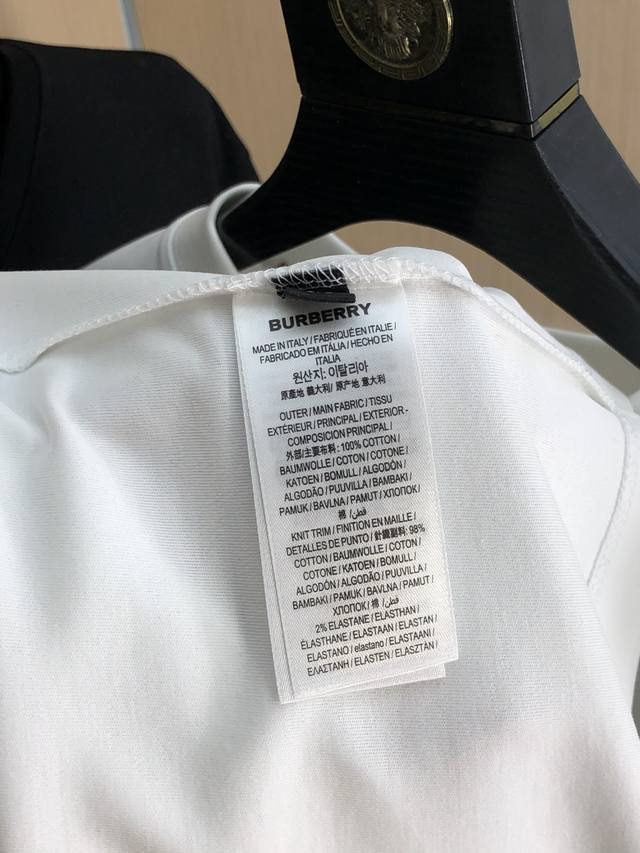 BURBERRY
MADE IN ITALY / FABRIQUÉ EN ITALIE /
FABRICADO EM ITÁLIA / HECHO EN
ITALIA
원산지: 이탈리아
原產地 義大利/ 原产地 意大利
OUTER / MAIN FABRIC / TISSU
EXTÉRIEUR / PRINCIPAL / EXTERIOR -
COMPOSICION PRINCIPAL /
外部/主要布料: 100% COTTON /
BAUMWOLLE / COTON / COTONE /
KATOEN / BOMULL / ALGODÓN /
ALGODÃO / PUUVILLA / BAMBAKI /
PAMUK / BAVLNA / PAMUT / ХЛОПОК /
棉 / قطن
KNIT TRIM / FINITION EN MAILLE /
DETALLES DE PUNTO / 針織副料: 98%
COTTON / BAUMWOLLE / COTON /
COTONE / KATOEN / BOMULL /
ALGODÓN / ALGODÃO / PUUVILLA /
BAMBAKI / PAMUK / BAVLNA / PAMUT /
ХЛОПОК / 棉 / قطن
2% ELASTANE / ELASTHAN /
ÉLASTHANE / ELASTAAN / ELASTAN /
ELASTANO / elastano / ELASTAANI /
ΕΛΑΣΤΑΝΗ / ELASTEN / ELASZTÁN /